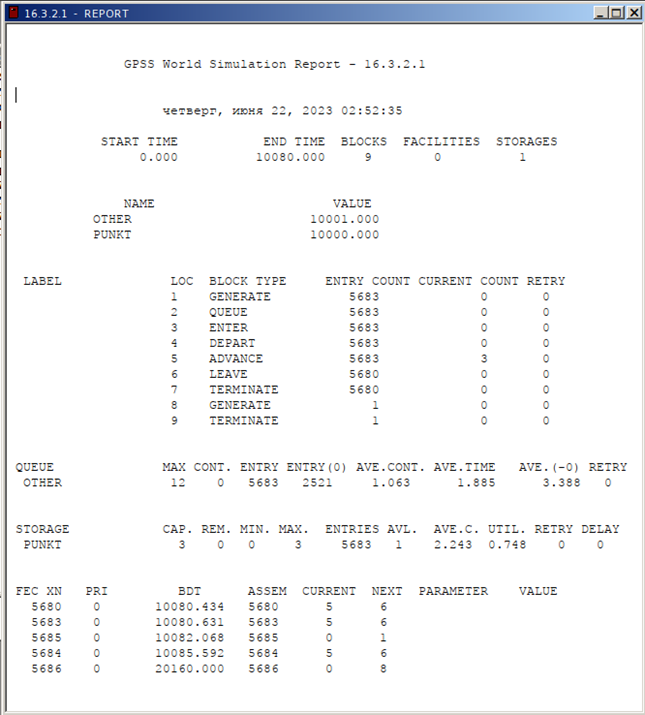 16.3.2.1 - REPORT
GPSS World Simulation Report - 16.3.2.1
четверг, июня 22, 2023 02:52:35
START TIME END TIME BLOCKS FACILITIES STORAGES
0.000 10080.000 9 0 1
NAME VALUE
OTHER 10001.000
PUNKT 10000.000
LABEL LOC BLOCK TYPE ENTRY COUNT CURRENT COUNT RETRY
1 GENERATE 5683 0 0
2 QUEUE 5683 0 0
3 ENTER 5683 0 0
4 DEPART 5683 0 0
5 ADVANCE 5683 3 0
6 LEAVE 5680 0 0
7 TERMINATE 5680 0 0
8 GENERATE 1 0 0
9 TERMINATE 1 0 0
QUEUE MAX CONT. ENTRY ENTRY(0) AVE.CONT. AVE.TIME AVE.(-0) RETRY
OTHER 12 0 5683 2521 1.063 1.885 3.388 0
STORAGE CAP. REM. MIN. MAX. ENTRIES AVL. AVE.C. UTIL. RETRY DELAY
PUNKT 3 0 0 3 5683 1 2.243 0.748 0 0
FEC XN PRI BDT ASSEM CURRENT NEXT PARAMETER VALUE
5680 0 10080.434 5680 5 6
5683 0 10080.631 5683 5 6
5685 0 10082.068 5685 0 1
5684 0 10085.592 5684 5 6
5686 0 20160.000 5686 0 8